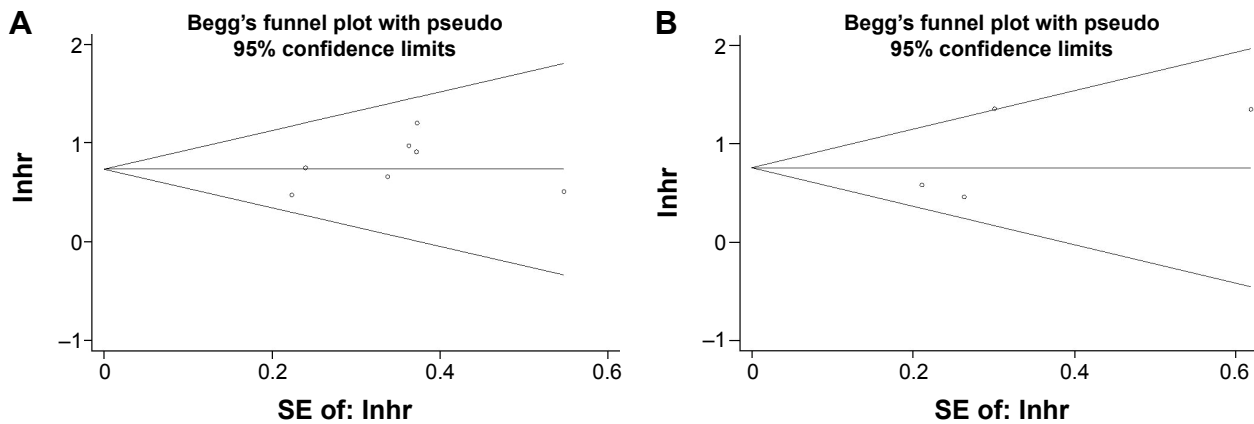 A
Begg's funnel plot with pseudo
95% confidence limits
2
1
0
–1
lnhr
0
0.2
0.4
0.6
SE of: lnhr
B
Begg's funnel plot with pseudo
95% confidence limits
2
1
0
–1
lnhr
0
0.2
0.4
0.6
SE of: lnhr